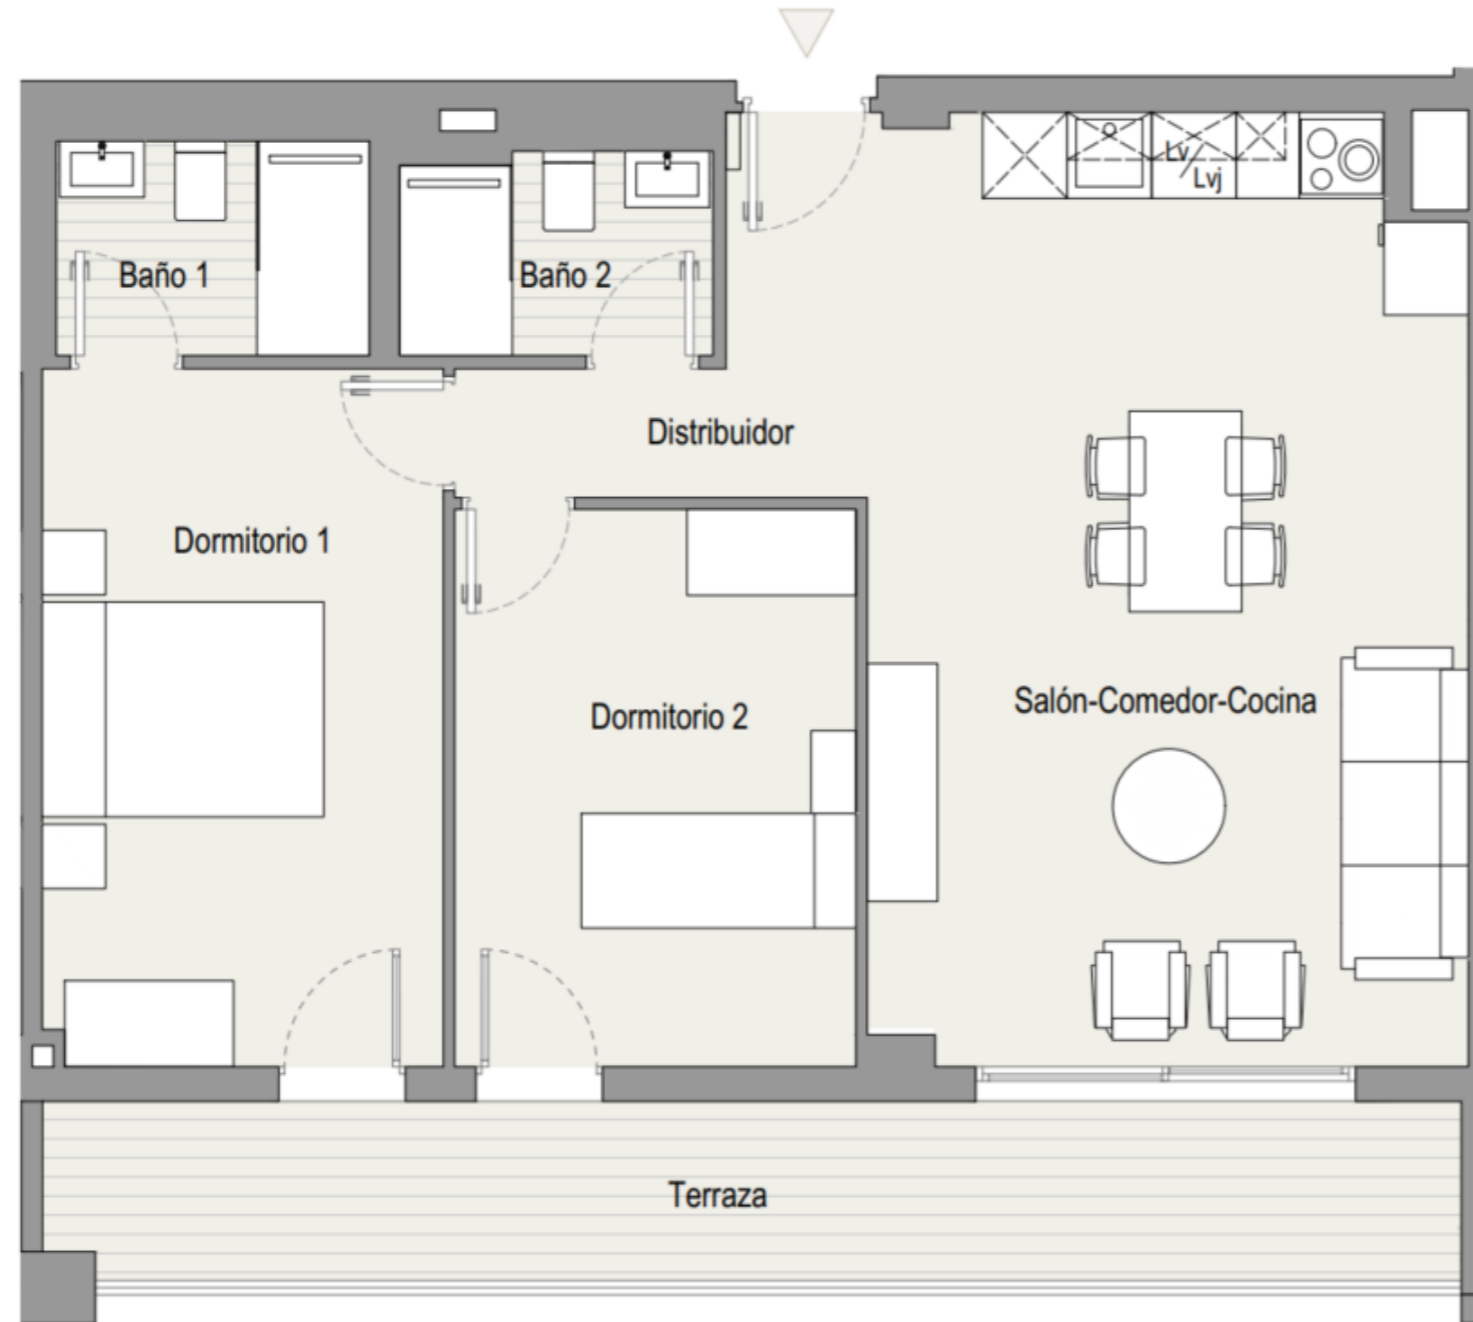 Lv
Lvj
Baño 1
Baño 2
Distribuidor
Dormitorio 1
Salón-Comedor-Cocina
Dormitorio 2
Terraza